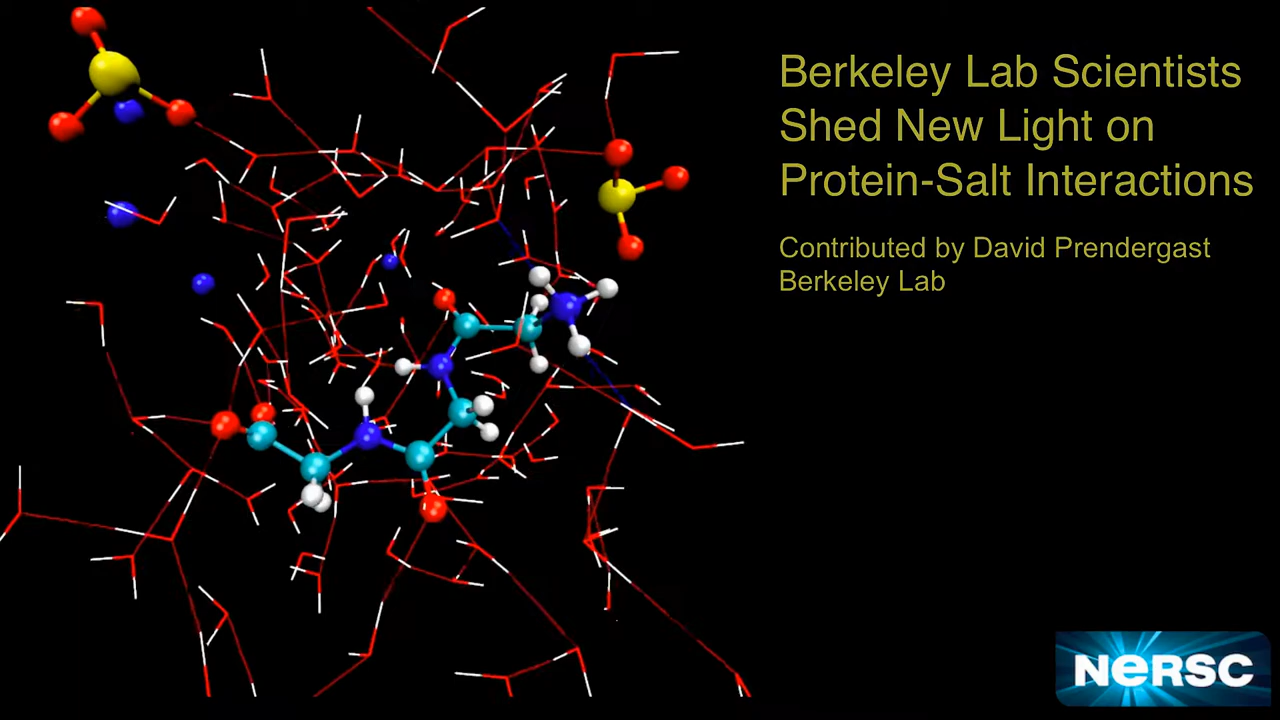 Berkeley Lab Scientists
Shed New Light on
Protein-Salt Interactions
Contributed by David Prendergast
Berkeley Lab
NERSC